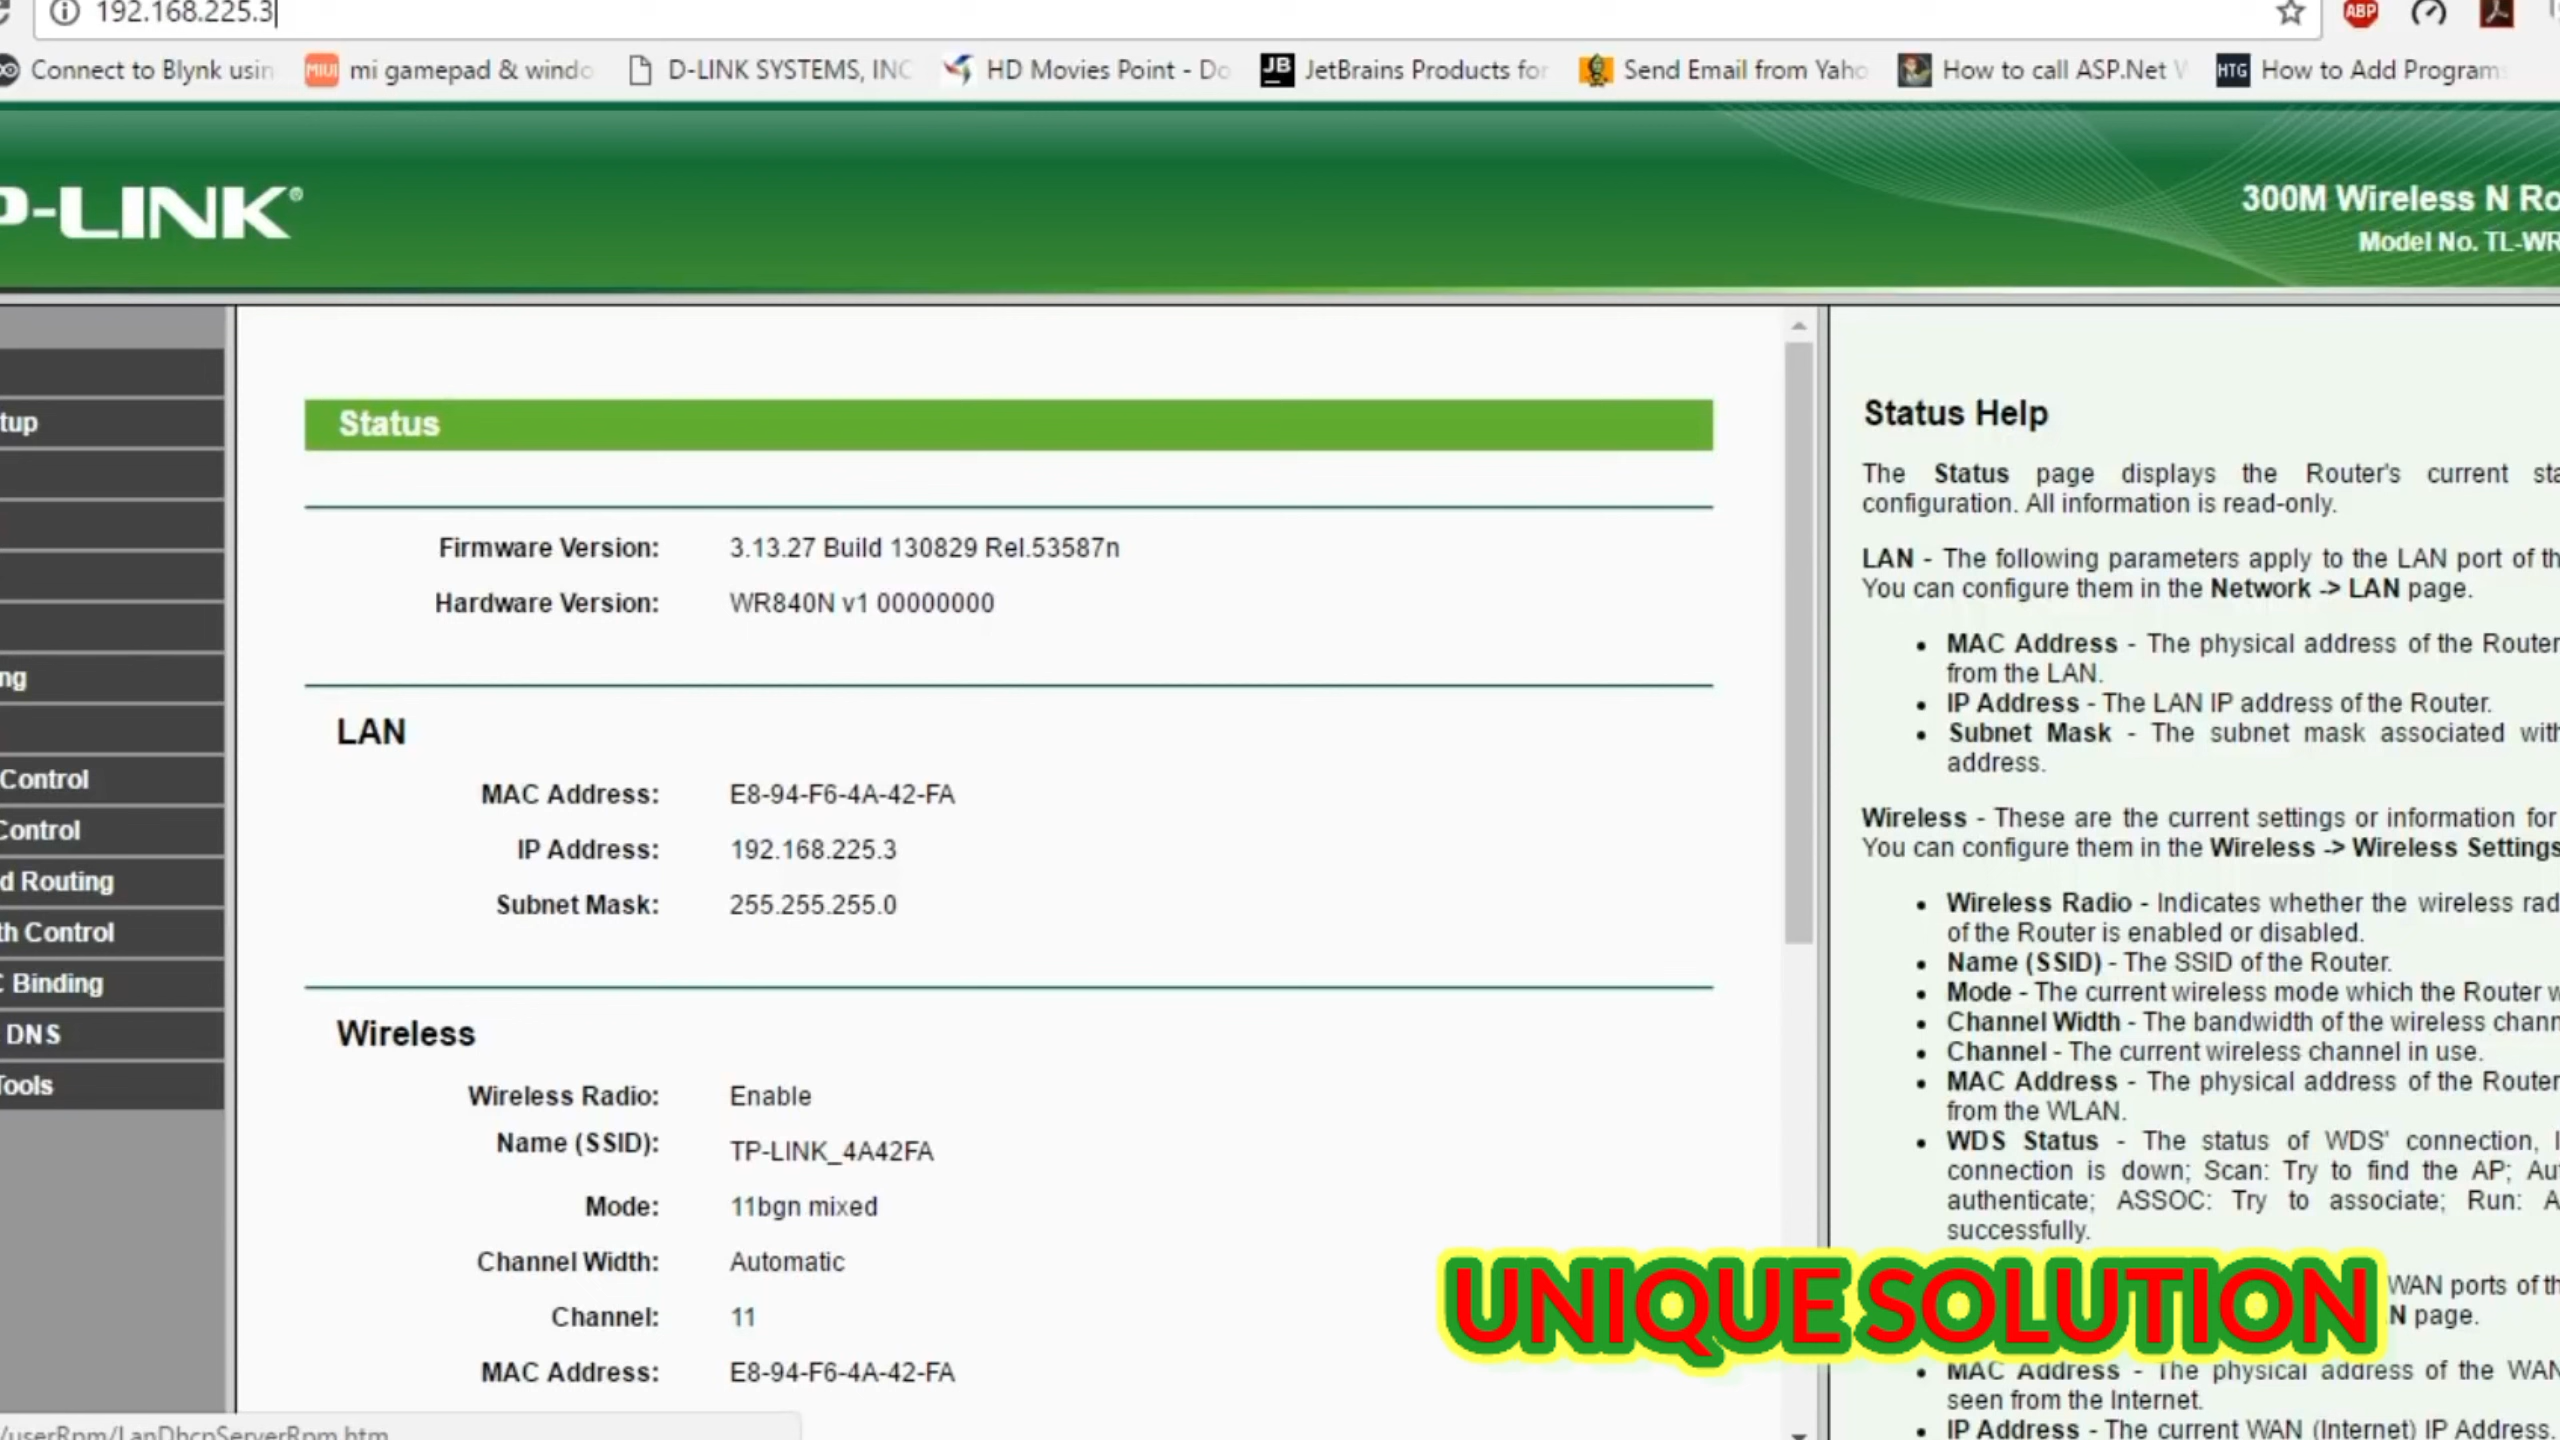 192.168.225.3
Connect to Blynk usin
mi gamepad & windo
D-LINK SYSTEMS, INC
HD Movies Point - Do
JetBrains Products for
Send Email from Yaho
How to call ASP.Net
How to Add Program
ABP
MIUI
JB
HTG
P-LINK®
300M Wireless N Ro
Model No. TL-WR
tup
ng
Control
Control
d Routing
th Control
C Binding
DNS
Tools
Status
Firmware Version: 3.13.27 Build 130829 Rel.53587n
Hardware Version: WR840N v1 00000000
LAN
MAC Address: E8-94-F6-4A-42-FA
IP Address: 192.168.225.3
Subnet Mask: 255.255.255.0
Wireless
Wireless Radio: Enable
Name (SSID): TP-LINK_4A42FA
Mode: 11bgn mixed
Channel Width: Automatic
Channel: 11
MAC Address: E8-94-F6-4A-42-FA
/userRpm/LanDhcpServerRpm.htm
Status Help
The Status page displays the Router's current sta
configuration. All information is read-only.
LAN - The following parameters apply to the LAN port of th
You can configure them in the Network -> LAN page.
• MAC Address - The physical address of the Router
from the LAN.
• IP Address - The LAN IP address of the Router.
• Subnet Mask - The subnet mask associated with
address.
Wireless - These are the current settings or information for
You can configure them in the Wireless -> Wireless Settings
• Wireless Radio - Indicates whether the wireless rad
of the Router is enabled or disabled.
• Name (SSID) - The SSID of the Router.
• Mode - The current wireless mode which the Router w
• Channel Width - The bandwidth of the wireless chann
• Channel - The current wireless channel in use.
• MAC Address - The physical address of the Router
from the WLAN.
• WDS Status - The status of WDS' connection, I
connection is down; Scan: Try to find the AP; Au
authenticate; ASSOC: Try to associate; Run: A
successfully.
WAN ports of th
N page.
UNIQUE SOLUTION
• MAC Address - The physical address of the WAN
seen from the Internet.
• IP Address - The current WAN (Internet) IP Address.